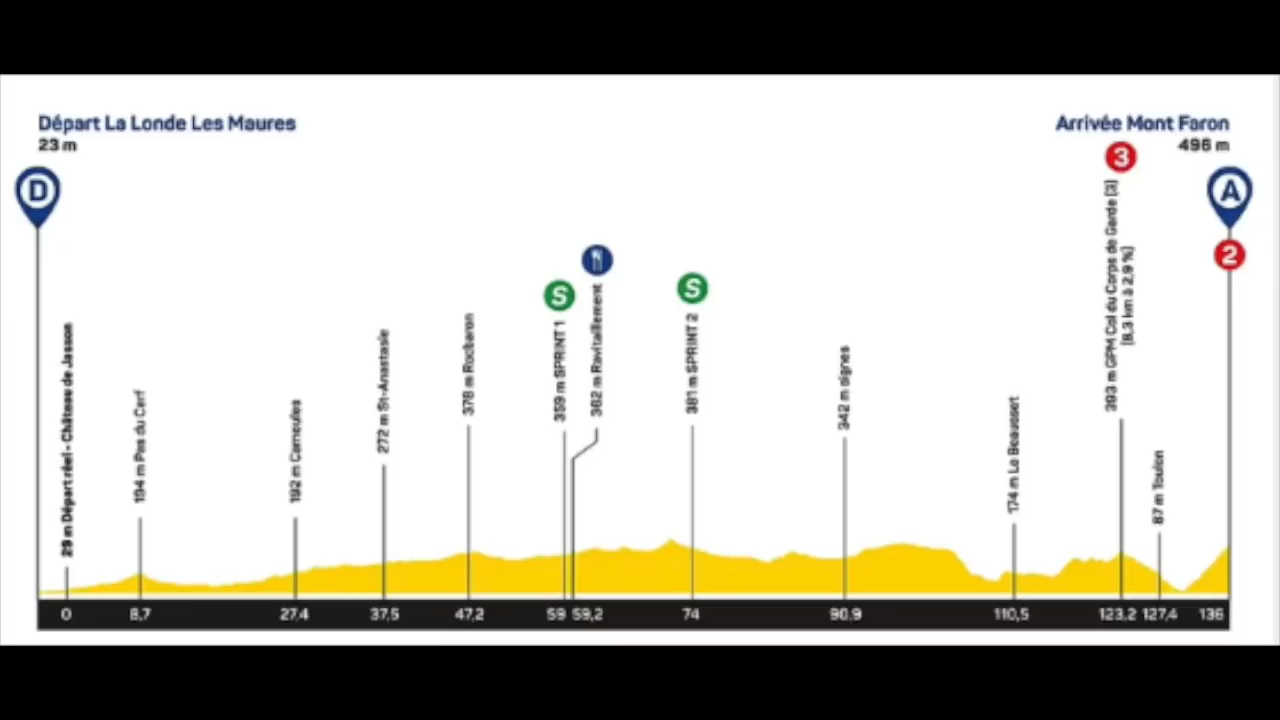 Départ La Londe Les Maures
23 m
Arrivée Mont Faron
496 m
D
A
3
2
S
S
29 m Départ réel - Château de Jasson
194 m Pas du Cerf
192 m Carnoules
272 m St-Anastasie
378 m Rocbaron
359 m SPRINT 1
362 m Ravitaillement
381 m SPRINT 2
342 m signes
174 m Le Beausset
393 m GPM Col du Corps de Garde (3)
(8,3 km à 2,9 %)
87 m Toulon
0 8,7 27,4 37,5 47,2 59 59,2 74 90,9 110,5 123,2 127,4 136